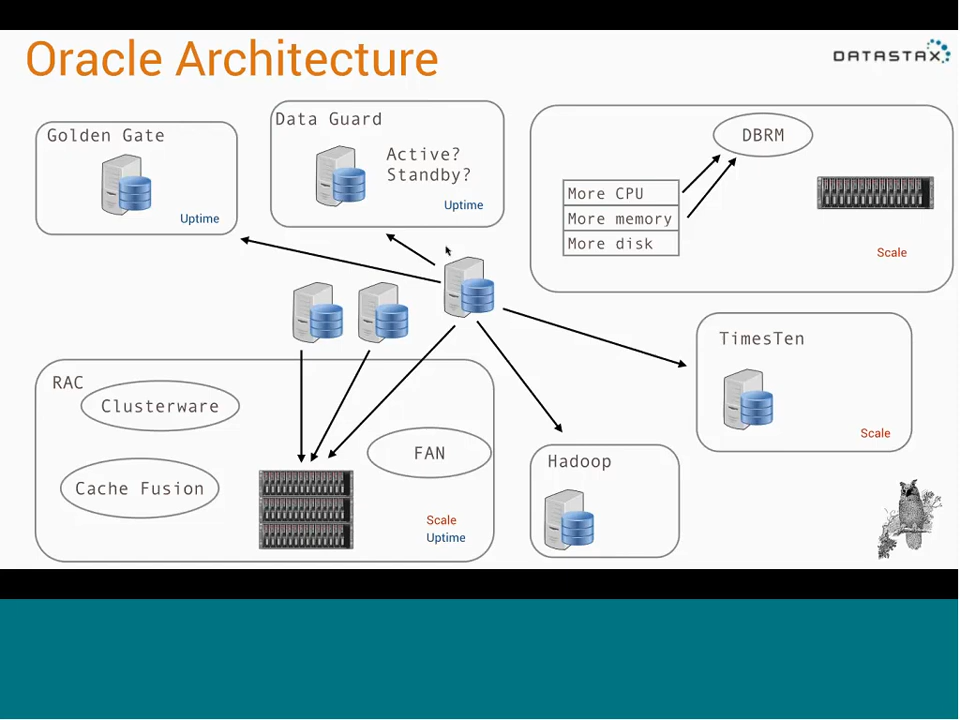 Oracle Architecture
DATASTAX
Golden Gate
Uptime
Data Guard
Active?
Standby?
Uptime
DBRM
More CPU
More memory
More disk
Scale
RAC
Clusterware
Cache Fusion
FAN
Scale
Uptime
Hadoop
TimesTen
Scale